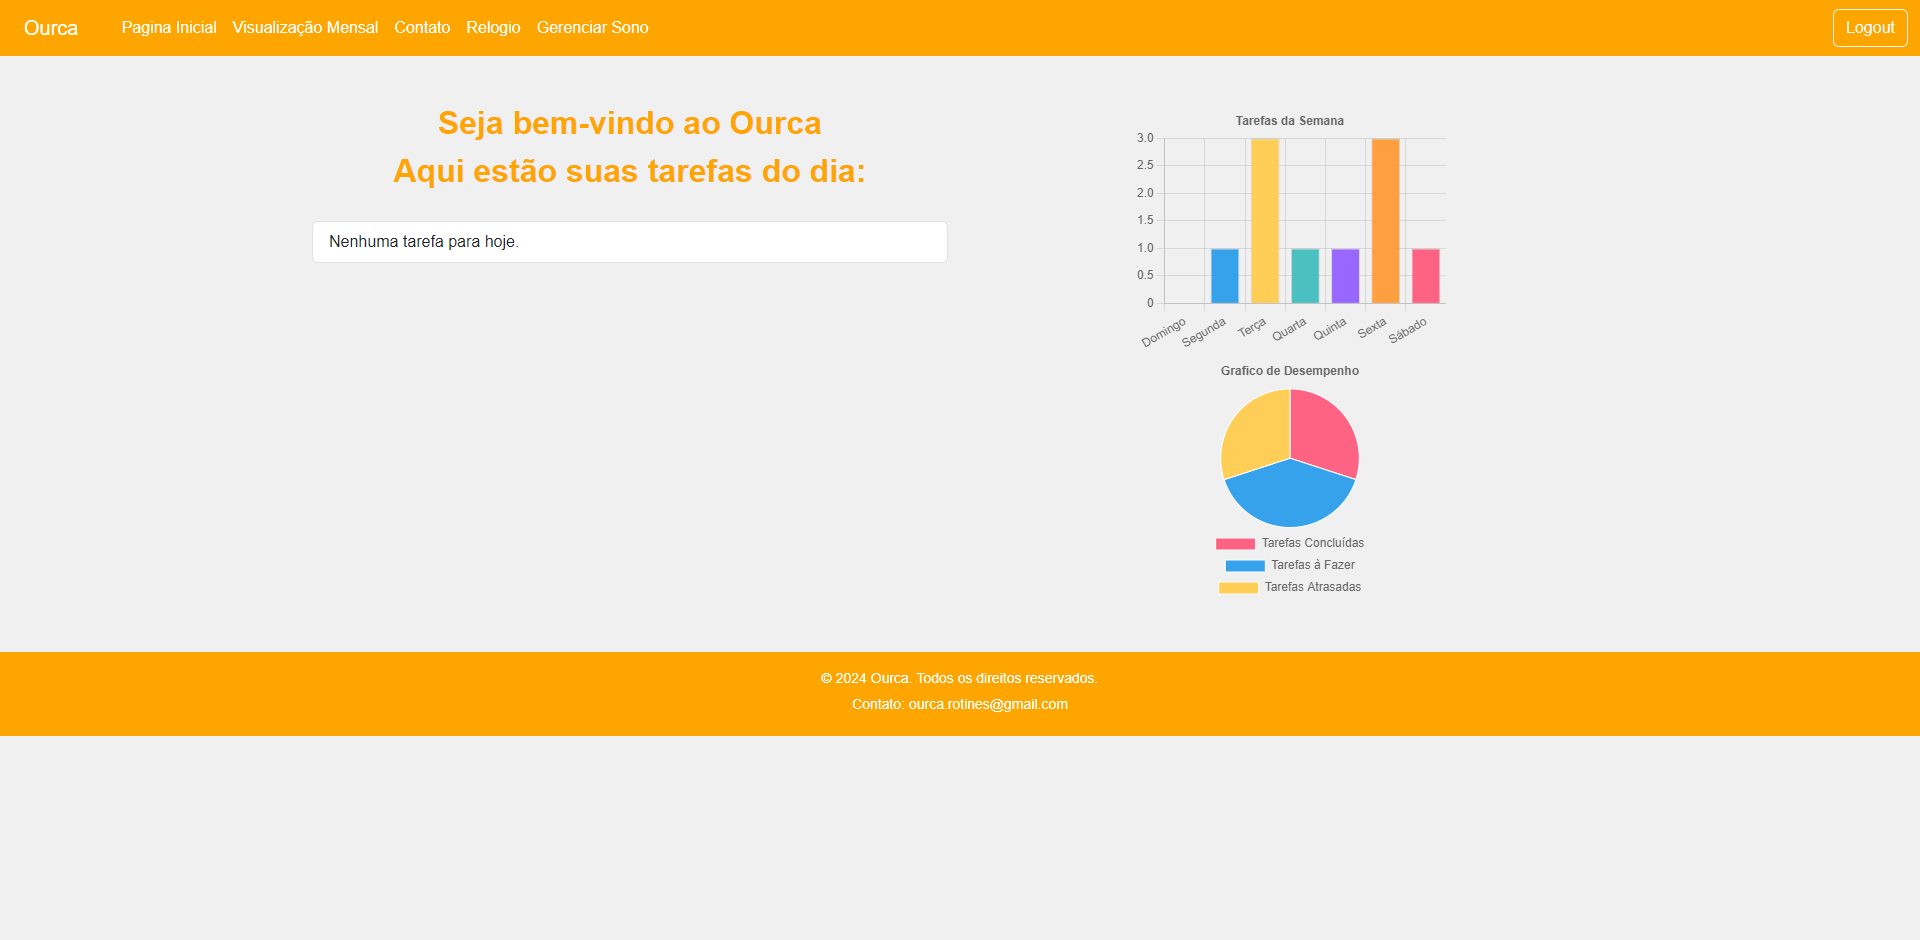 Ourca
Pagina Inicial Visualização Mensal Contato Relogio Gerenciar Sono
Logout
Seja bem-vindo ao Ourca
Aqui estão suas tarefas do dia:
Nenhuma tarefa para hoje.
Tarefas da Semana
3.0
2.5
2.0
1.5
1.0
0.5
0
Domingo Segunda Terça Quarta Quinta Sexta Sábado
Grafico de Desempenho
Tarefas Concluídas
Tarefas à Fazer
Tarefas Atrasadas
© 2024 Ourca. Todos os direitos reservados.
Contato: ourca.rotines@gmail.com